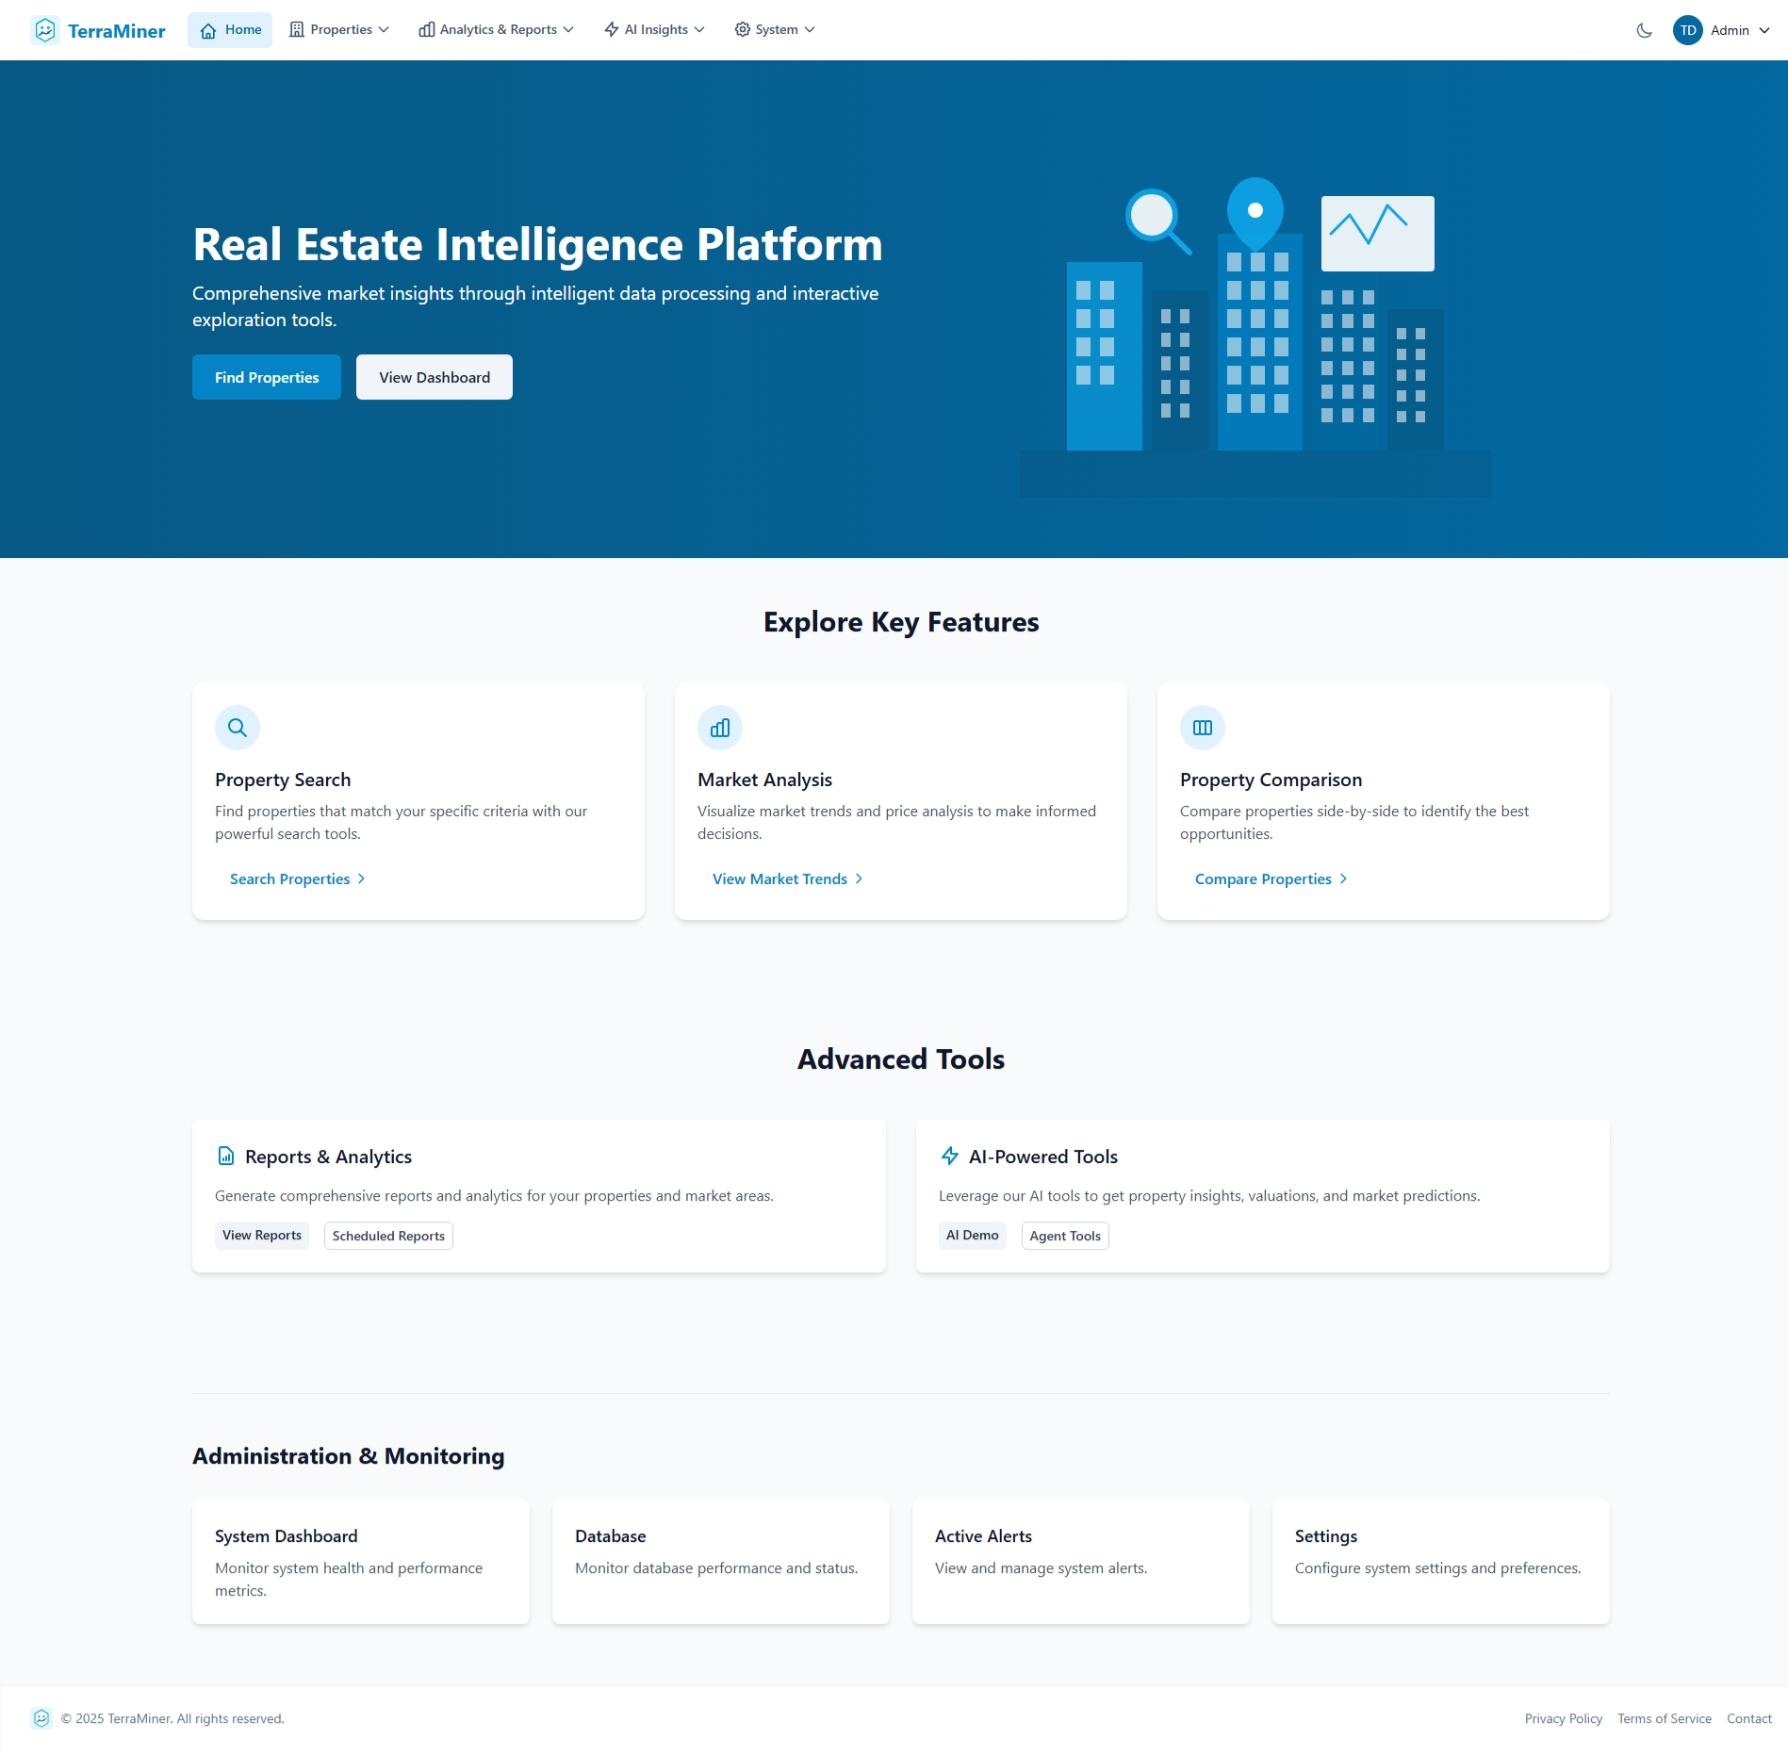 TerraMiner
Home
Properties
Analytics & Reports
AI Insights
System
TD
Admin
Real Estate Intelligence Platform
Comprehensive market insights through intelligent data processing and interactive
exploration tools.
Find Properties
View Dashboard
Explore Key Features
Property Search
Find properties that match your specific criteria with our
powerful search tools.
Search Properties
Market Analysis
Visualize market trends and price analysis to make informed
decisions.
View Market Trends
Property Comparison
Compare properties side-by-side to identify the best
opportunities.
Compare Properties
Advanced Tools
Reports & Analytics
Generate comprehensive reports and analytics for your properties and market areas.
View Reports
Scheduled Reports
AI-Powered Tools
Leverage our AI tools to get property insights, valuations, and market predictions.
AI Demo
Agent Tools
Administration & Monitoring
System Dashboard
Monitor system health and performance
metrics.
Database
Monitor database performance and status.
Active Alerts
View and manage system alerts.
Settings
Configure system settings and preferences.
© 2025 TerraMiner. All rights reserved.
Privacy Policy
Terms of Service
Contact